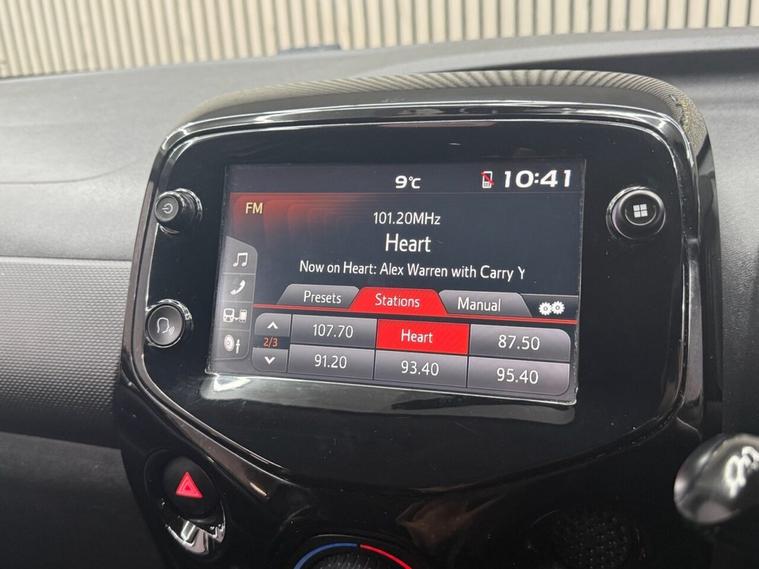 9°C
10:41
FM
101.20MHz
Heart
Now on Heart: Alex Warren with Carry Y
Presets Stations Manual
107.70 Heart 87.50
2/3
91.20 93.40 95.40